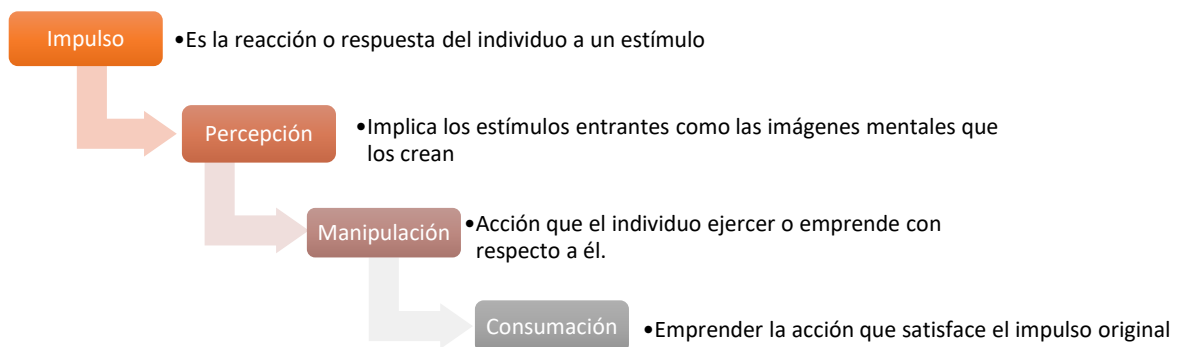 Impulso
•Es la reacción o respuesta del individuo a un estímulo
Percepción
•Implica los estímulos entrantes como las imágenes mentales que
los crean
Manipulación
•Acción que el individuo ejercer o emprende con
respecto a él.
Consumación
•Emprender la acción que satisface el impulso original